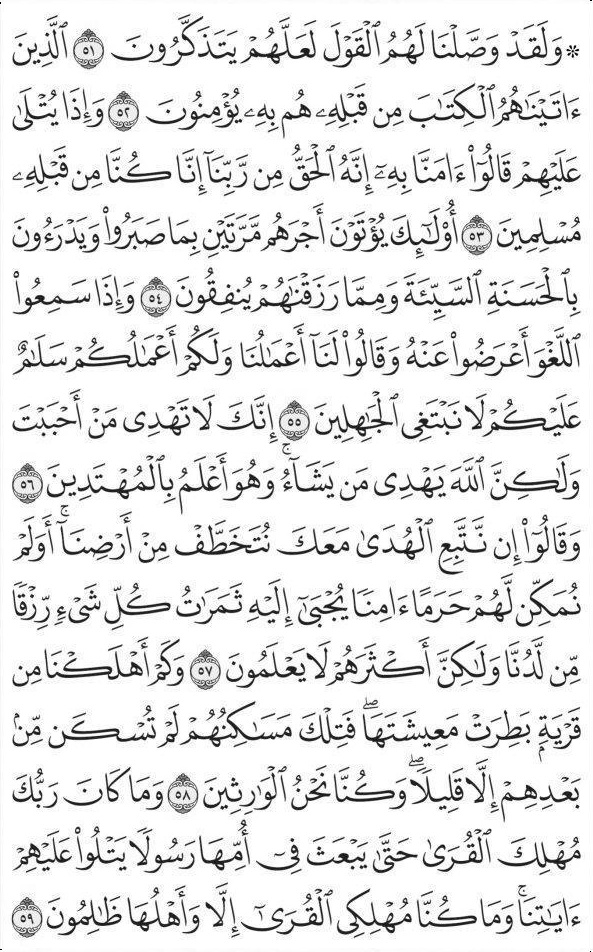 ۞ وَلَقَدْ وَصَّلْنَا لَهُمُ ٱلْقَوْلَ لَعَلَّهُمْ يَتَذَكَّرُونَ ۝٥١ ٱلَّذِينَ
ءَاتَيْنَٰهُمُ ٱلْكِتَٰبَ مِن قَبْلِهِۦ هُم بِهِۦ يُؤْمِنُونَ ۝٥٢ وَإِذَا يُتْلَىٰ
عَلَيْهِمْ قَالُوٓا۟ ءَامَنَّا بِهِۦٓ إِنَّهُ ٱلْحَقُّ مِن رَّبِّنَآ إِنَّا كُنَّا مِن قَبْلِهِۦ
مُسْلِمِينَ ۝٥٣ أُو۟لَٰٓئِكَ يُؤْتَوْنَ أَجْرَهُم مَّرَّتَيْنِ بِمَا صَبَرُوا۟ وَيَدْرَءُونَ
بِٱلْحَسَنَةِ ٱلسَّيِّئَةَ وَمِمَّا رَزَقْنَٰهُمْ يُنفِقُونَ ۝٥٤ وَإِذَا سَمِعُوا۟
ٱللَّغْوَ أَعْرَضُوا۟ عَنْهُ وَقَالُوا۟ لَنَآ أَعْمَٰلُنَا وَلَكُمْ أَعْمَٰلُكُمْ سَلَٰمٌ
عَلَيْكُمْ لَا نَبْتَغِى ٱلْجَٰهِلِينَ ۝٥٥ إِنَّكَ لَا تَهْدِى مَنْ أَحْبَبْتَ
وَلَٰكِنَّ ٱللَّهَ يَهْدِى مَن يَشَآءُ ۚ وَهُوَ أَعْلَمُ بِٱلْمُهْتَدِينَ ۝٥٦
وَقَالُوٓا۟ إِن نَّتَّبِعِ ٱلْهُدَىٰ مَعَكَ نُتَخَطَّفْ مِنْ أَرْضِنَآ ۚ أَوَلَمْ
نُمَكِّن لَّهُمْ حَرَمًا ءَامِنًا يُجْبَىٰٓ إِلَيْهِ ثَمَرَٰتُ كُلِّ شَىْءٍ رِّزْقًا
مِّن لَّدُنَّا وَلَٰكِنَّ أَكْثَرَهُمْ لَا يَعْلَمُونَ ۝٥٧ وَكَمْ أَهْلَكْنَا مِن
قَرْيَةٍۭ بَطِرَتْ مَعِيشَتَهَا ۖ فَتِلْكَ مَسَٰكِنُهُمْ لَمْ تُسْكَن مِّنۢ
بَعْدِهِمْ إِلَّا قَلِيلًا ۖ وَكُنَّا نَحْنُ ٱلْوَٰرِثِينَ ۝٥٨ وَمَا كَانَ رَبُّكَ
مُهْلِكَ ٱلْقُرَىٰ حَتَّىٰ يَبْعَثَ فِىٓ أُمِّهَا رَسُولًا يَتْلُوا۟ عَلَيْهِمْ
ءَايَٰتِنَا ۚ وَمَا كُنَّا مُهْلِكِى ٱلْقُرَىٰٓ إِلَّا وَأَهْلُهَا ظَٰلِمُونَ ۝٥٩